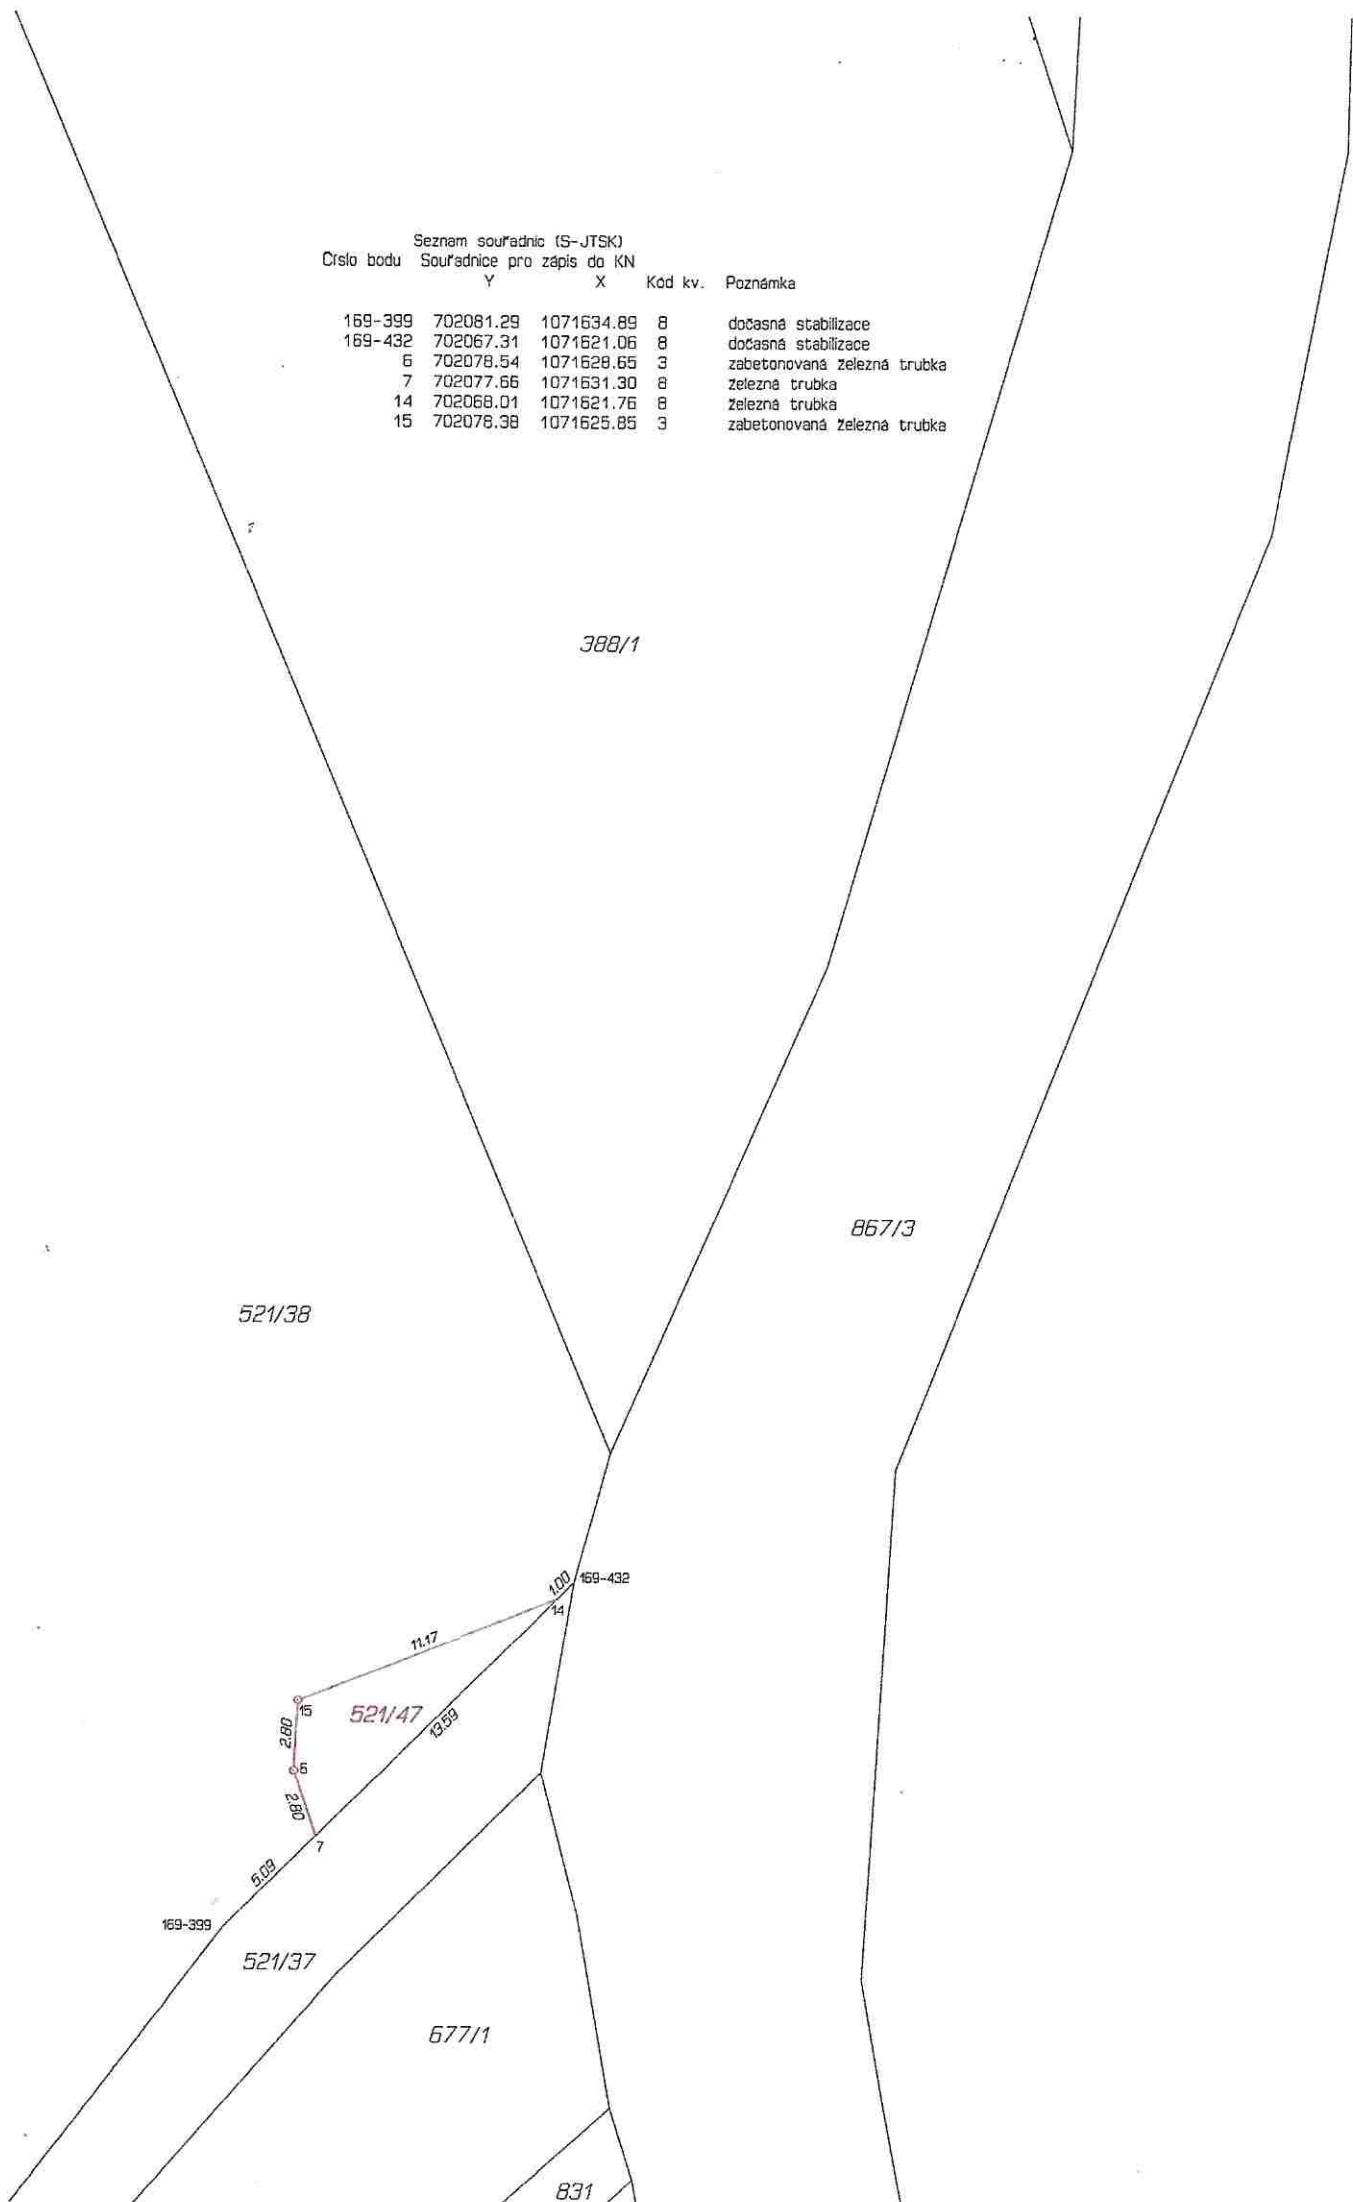 Seznam souřadnic (S-JTSK)
Číslo bodu Souřadnice pro zápis do KN
Y X Kód kv. Poznámka
169-399 702081.29 1071634.89 8 dočasná stabilizace
169-432 702067.31 1071621.06 8 dočasná stabilizace
6 702078.54 1071628.65 3 zabetonovaná železná trubka
7 702077.66 1071631.30 8 železná trubka
14 702068.01 1071621.76 8 železná trubka
15 702078.38 1071625.85 3 zabetonovaná železná trubka
388/1
867/3
521/38
1.00 169-432
14
11.17
15
521/47
13.59
2.80
6
2.80
7
5.09
169-399
521/37
677/1
831